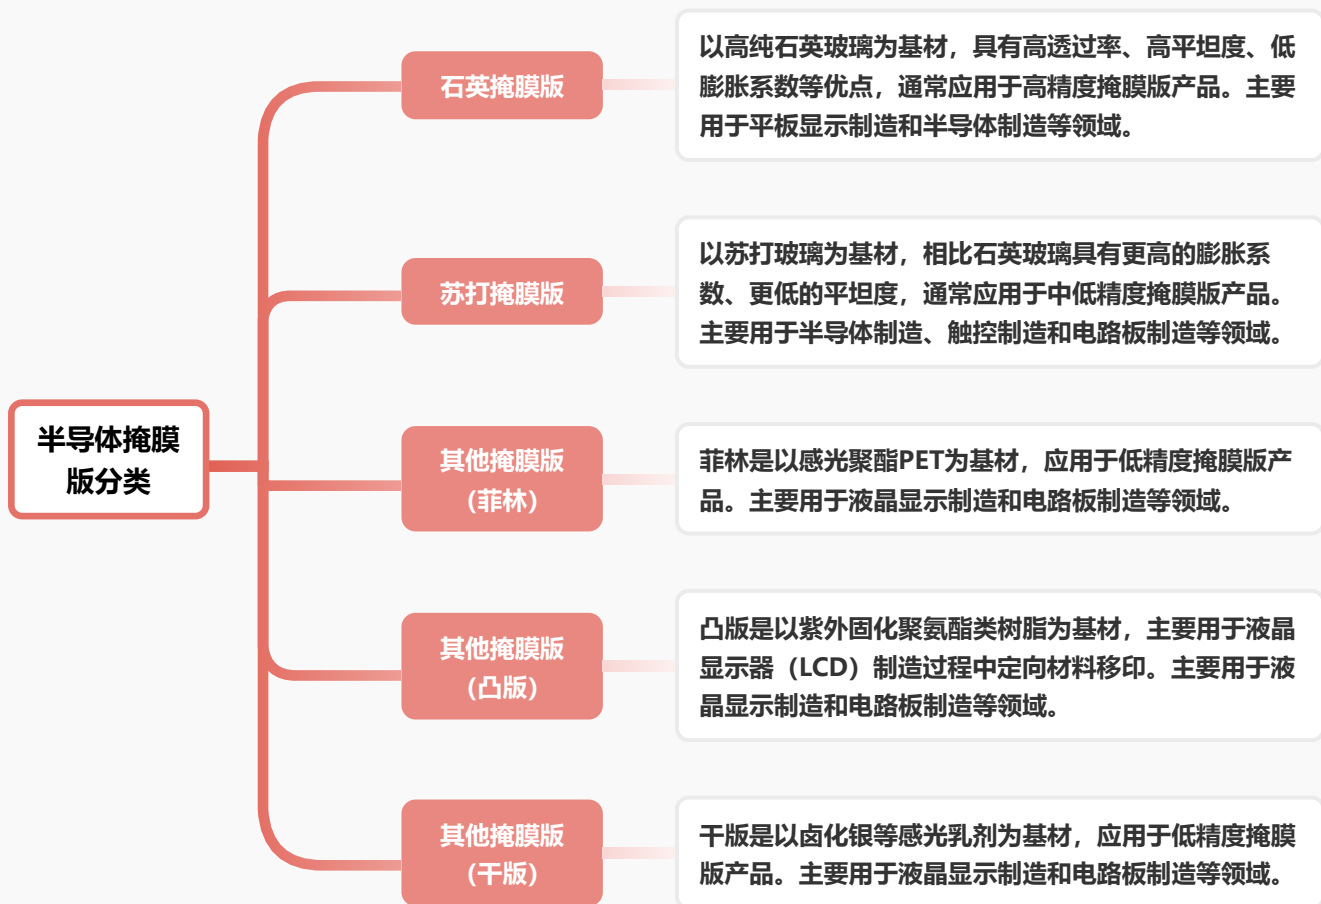 石英掩膜版
以高纯石英玻璃为基材，具有高透过率、高平坦度、低
膨胀系数等优点，通常应用于高精度掩膜版产品。主要
用于平板显示制造和半导体制造等领域。
苏打掩膜版
以苏打玻璃为基材，相比石英玻璃具有更高的膨胀系
数、更低的平坦度，通常应用于中低精度掩膜版产品。
主要用于半导体制造、触控制造和电路板制造等领域。
半导体掩膜
版分类
其他掩膜版
（菲林）
菲林是以感光聚酯PET为基材，应用于低精度掩膜版产
品。主要用于液晶显示制造和电路板制造等领域。
其他掩膜版
（凸版）
凸版是以紫外固化聚氨酯类树脂为基材，主要用于液晶
显示器（LCD）制造过程中定向材料移印。主要用于液
晶显示制造和电路板制造等领域。
其他掩膜版
（干版）
干版是以卤化银等感光乳剂为基材，应用于低精度掩膜
版产品。主要用于液晶显示制造和电路板制造等领域。